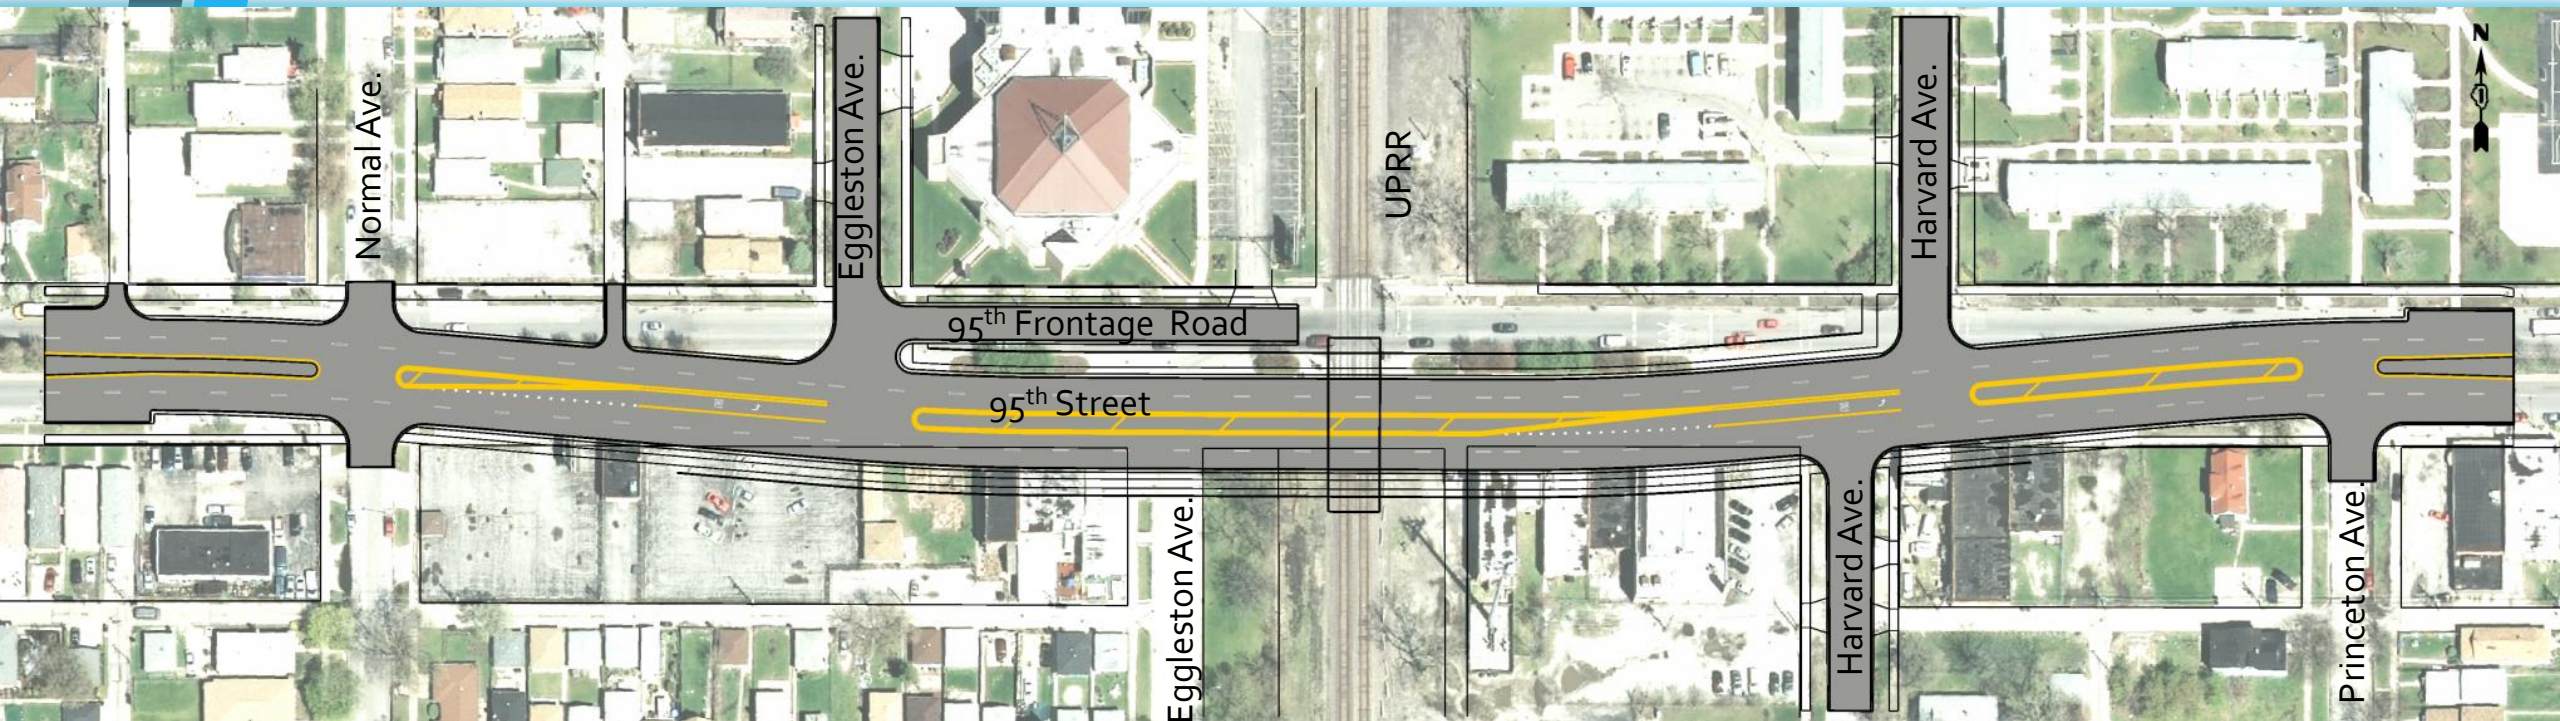 N
Normal Ave.
Eggleston Ave.
UPRR
Harvard Ave.
95th Frontage Road
95th Street
Eggleston Ave.
Harvard Ave.
Princeton Ave.